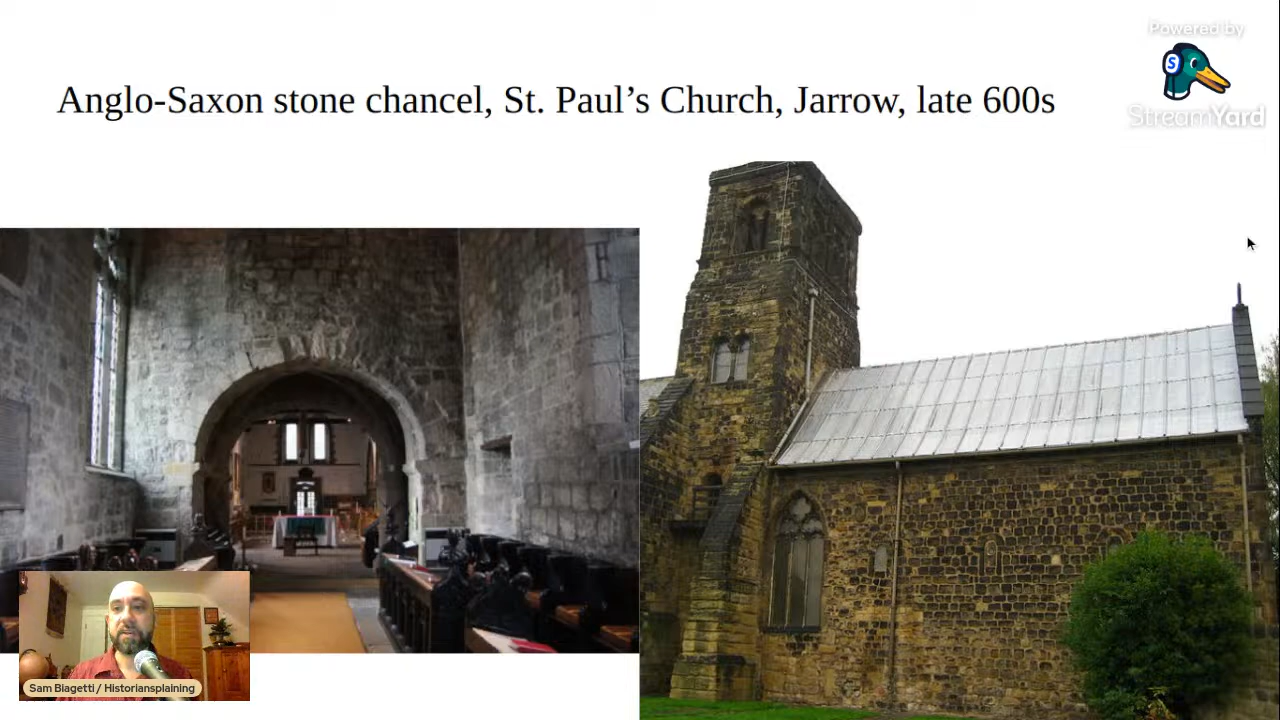 Powered by
S
StreamYard
Anglo-Saxon stone chancel, St. Paul’s Church, Jarrow, late 600s
Sam Biagetti / Historiansplaining